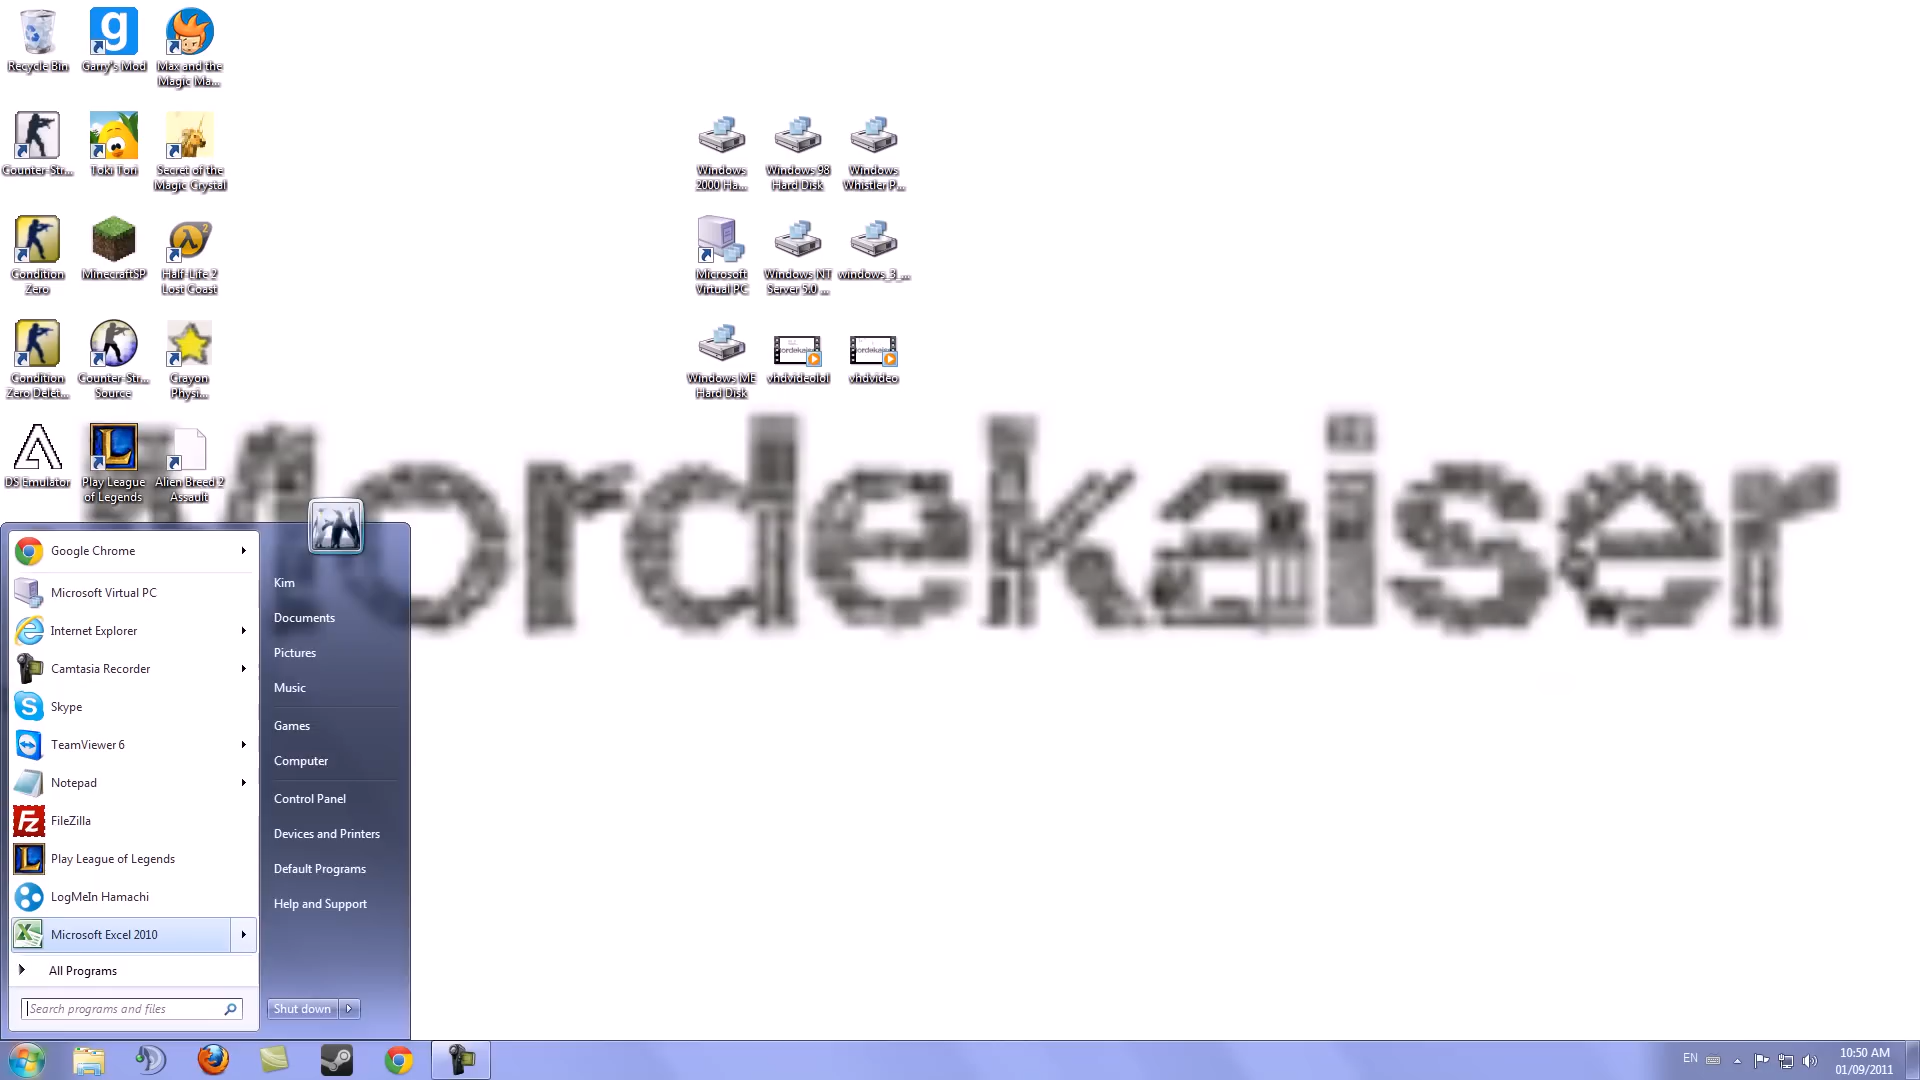 Recycle Bin
Garry's Mod
Max and the
Magic Ma...
Counter-Str...
Toki Tori
Secret of the
Magic Crystal
Condition
Zero
MinecraftSP
Half-Life 2
Lost Coast
Condition
Zero Delet...
Counter-Str...
Source
Crayon
Physi...
DS Emulator
Play League
of Legends
Alien Breed 2
Assault
Windows
2000 Ha...
Windows 98
Hard Disk
Windows
Whistler P...
Microsoft
Virtual PC
Windows NT
Server 5.0 ...
windows_3_...
Windows ME
Hard Disk
vhdvideolol
vhdvideo
Mordekaiser
Google Chrome
Microsoft Virtual PC
Internet Explorer
Camtasia Recorder
Skype
TeamViewer 6
Notepad
FileZilla
Play League of Legends
LogMeIn Hamachi
Microsoft Excel 2010
All Programs
Search programs and files
Kim
Documents
Pictures
Music
Games
Computer
Control Panel
Devices and Printers
Default Programs
Help and Support
Shut down
EN
10:50 AM
01/09/2011